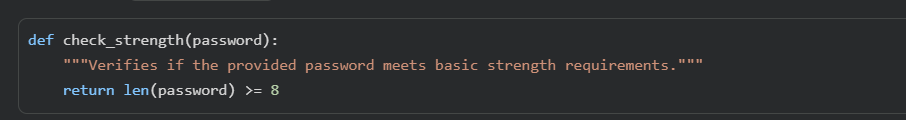 def check_strength(password):
    """Verifies if the provided password meets basic strength requirements."""
    return len(password) >= 8